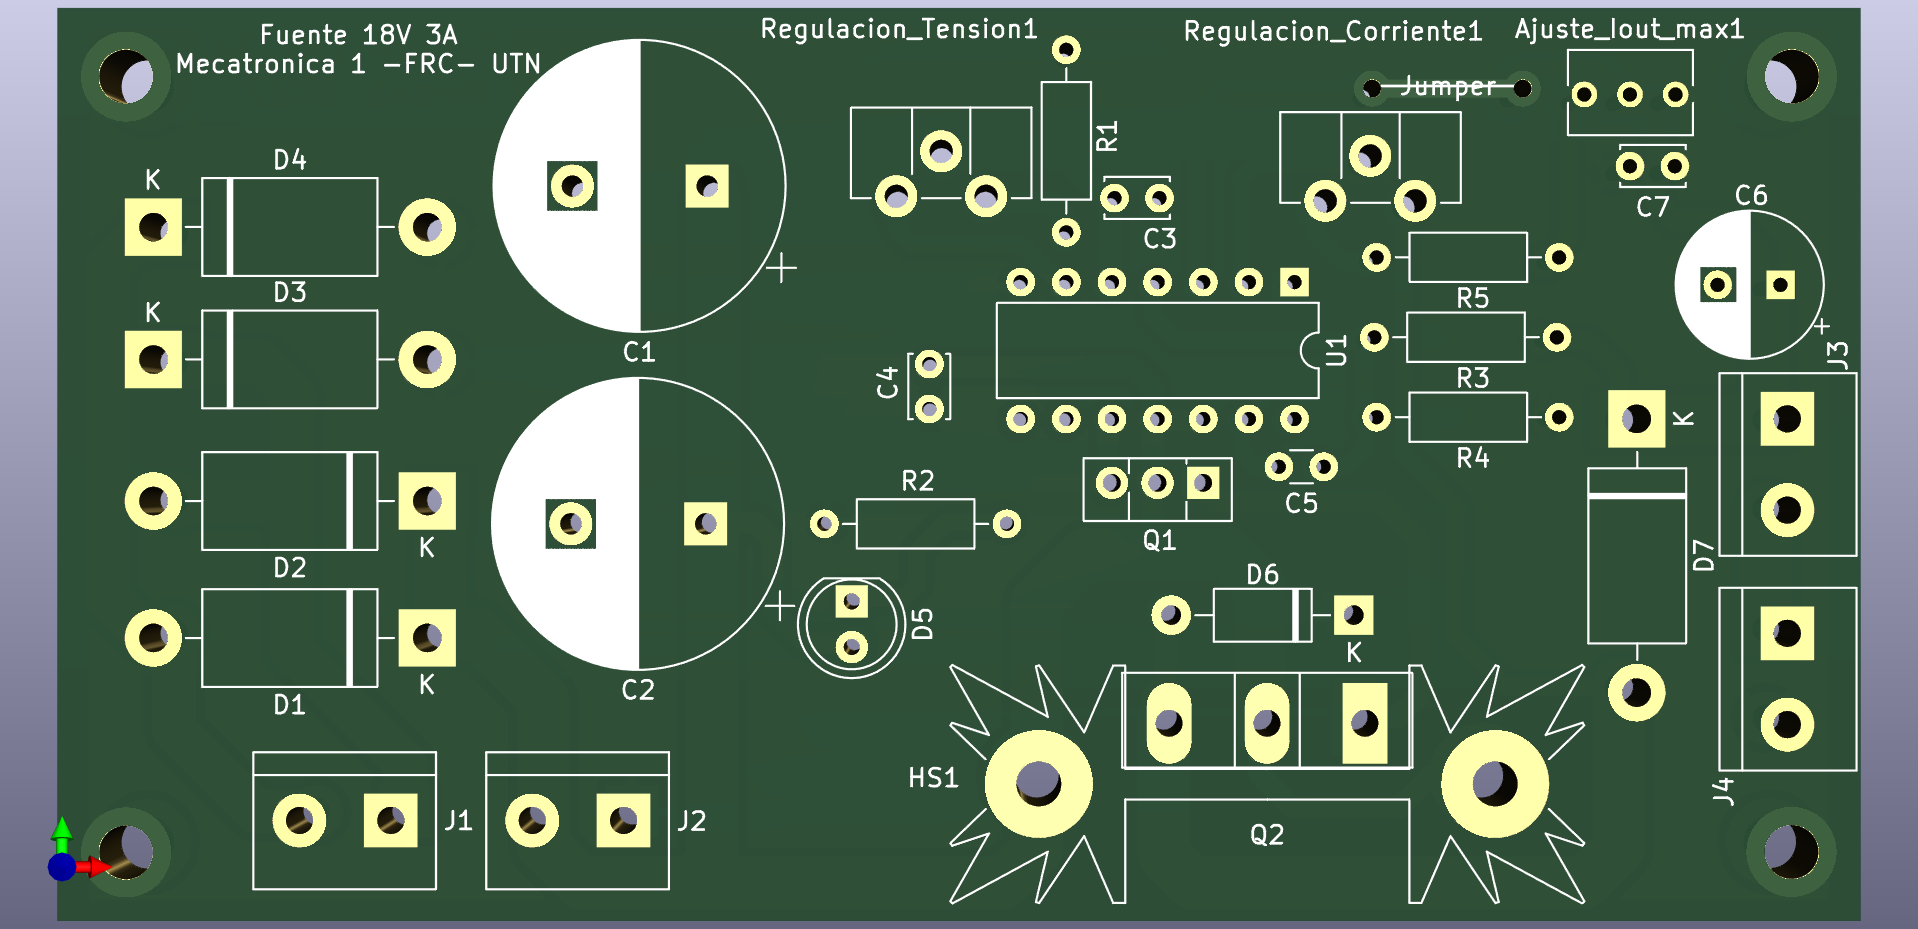 Fuente 18V 3A
Mecatronica 1 -FRC- UTN
Regulacion_Tension1
Regulacion_Corriente1
Ajuste_Iout_max1
Jumper
R1
D4
K
C3
C7
C6
D3
K
R5
C1
U1
J3
C4
R3
K
R4
R2
C5
Q1
K
D2
D6
D7
D5
K
K
C2
D1
HS1
J4
J1
J2
Q2